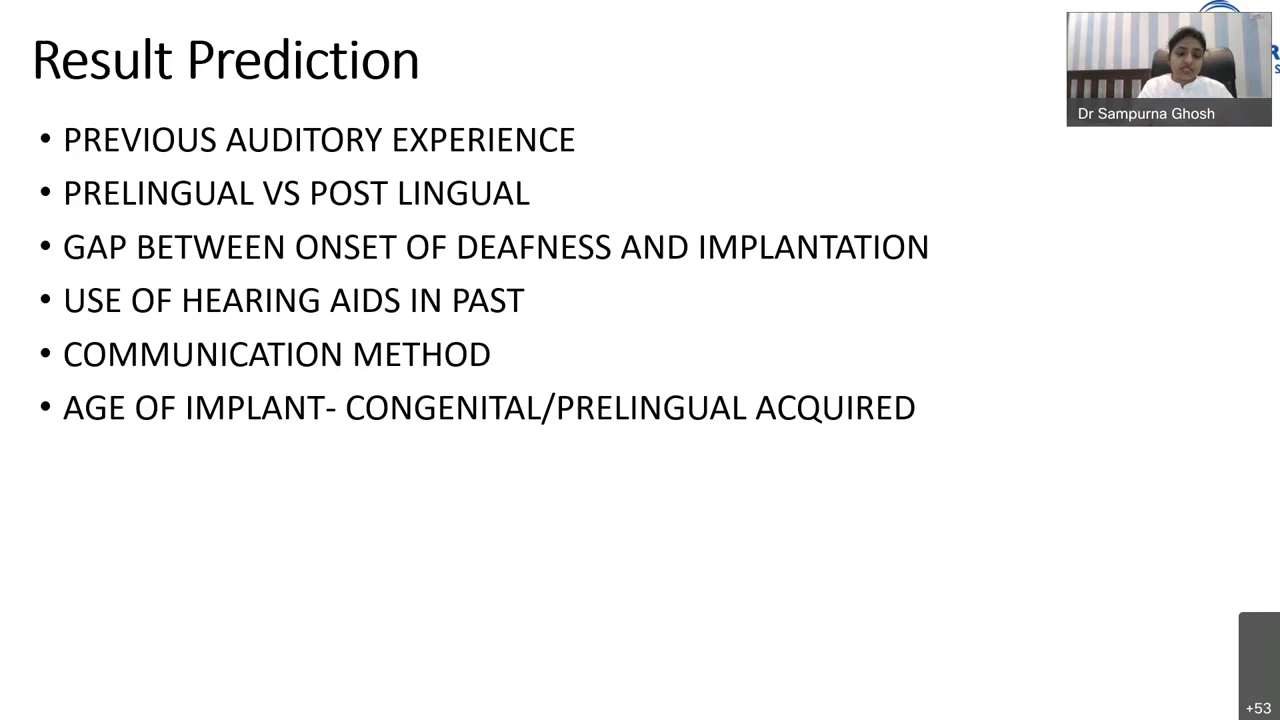 Result Prediction
• PREVIOUS AUDITORY EXPERIENCE
• PRELINGUAL VS POST LINGUAL
• GAP BETWEEN ONSET OF DEAFNESS AND IMPLANTATION
• USE OF HEARING AIDS IN PAST
• COMMUNICATION METHOD
• AGE OF IMPLANT- CONGENITAL/PRELINGUAL ACQUIRED
Dr Sampurna Ghosh
+53